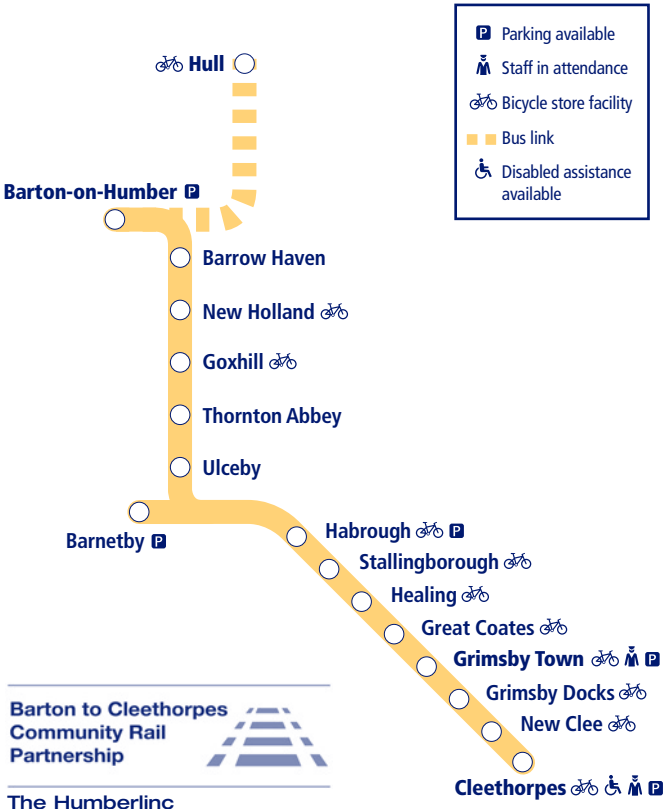 P Parking available
Staff in attendance
Bicycle store facility
Bus link
Disabled assistance
available
Hull
Barton-on-Humber P
Barrow Haven
New Holland
Goxhill
Thornton Abbey
Ulceby
Barnetby P
Habrough P
Stallingborough
Healing
Great Coates
Grimsby Town P
Grimsby Docks
New Clee
Cleethorpes P
Barton to Cleethorpes
Community Rail
Partnership
The Humberlinc